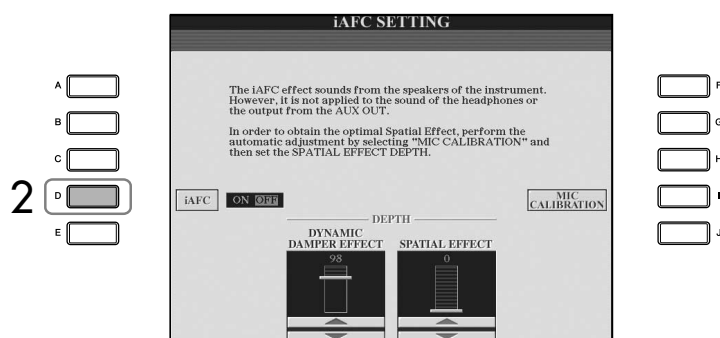 iAFC SETTING
A
B
C
2 D
E
The iAFC effect sounds from the speakers of the instrument.
However, it is not applied to the sound of the headphones or
the output from the AUX OUT.
In order to obtain the optimal Spatial Effect, perform the
automatic adjustment by selecting "MIC CALIBRATION" and
then set the SPATIAL EFFECT DEPTH.
iAFC ON OFF
MIC
CALIBRATION
DEPTH
DYNAMIC
DAMPER EFFECT
SPATIAL EFFECT
98
0
F
G
H
I
J